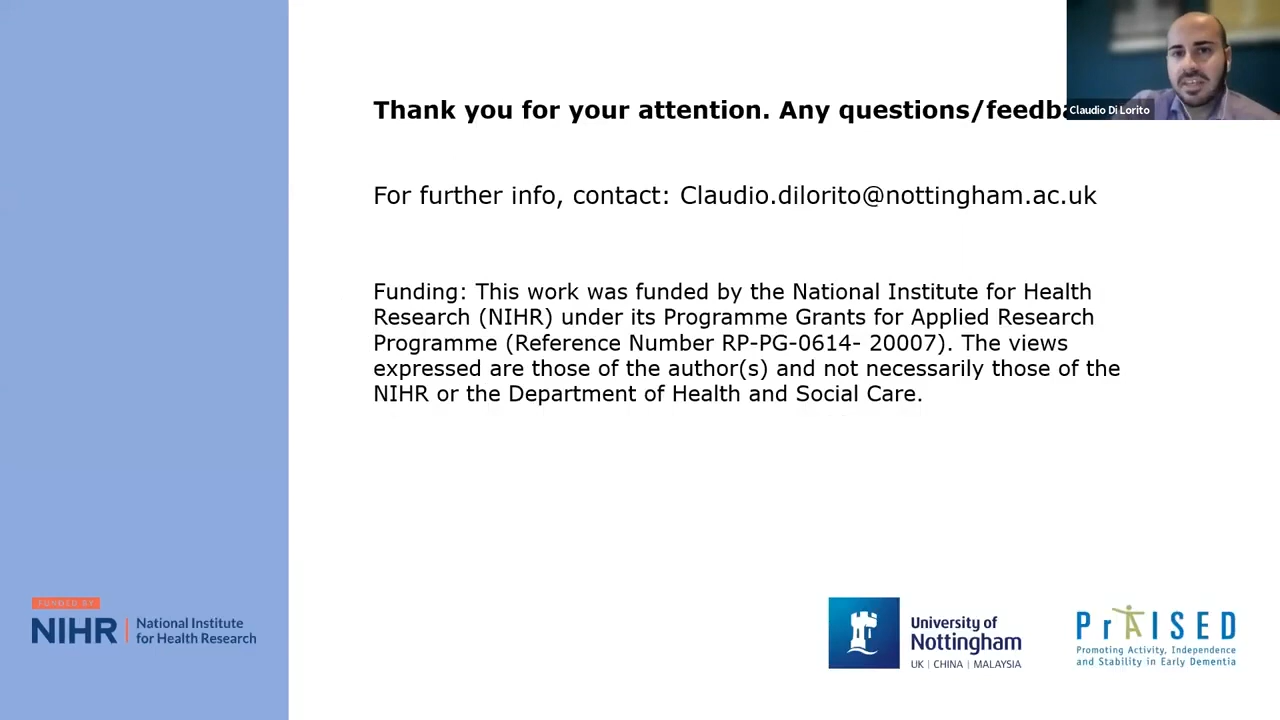 Thank you for your attention. Any questions/feedba
Claudio Di Lorito
For further info, contact: Claudio.dilorito@nottingham.ac.uk
Funding: This work was funded by the National Institute for Health
Research (NIHR) under its Programme Grants for Applied Research
Programme (Reference Number RP-PG-0614- 20007). The views
expressed are those of the author(s) and not necessarily those of the
NIHR or the Department of Health and Social Care.
FUNDED BY
NIHR | National Institute
for Health Research
University of
Nottingham
UK | CHINA | MALAYSIA
PrAISED
Promoting Activity, Independence
and Stability in Early Dementia